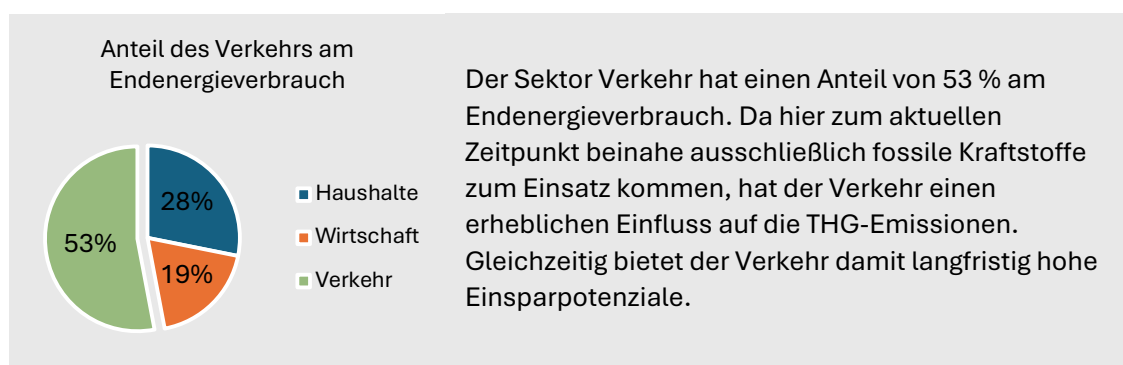 Anteil des Verkehrs am
Endenergieverbrauch
28%
53%
19%
Haushalte
Wirtschaft
Verkehr
Der Sektor Verkehr hat einen Anteil von 53 % am
Endenergieverbrauch. Da hier zum aktuellen
Zeitpunkt beinahe ausschließlich fossile Kraftstoffe
zum Einsatz kommen, hat der Verkehr einen
erheblichen Einfluss auf die THG-Emissionen.
Gleichzeitig bietet der Verkehr damit langfristig hohe
Einsparpotenziale.